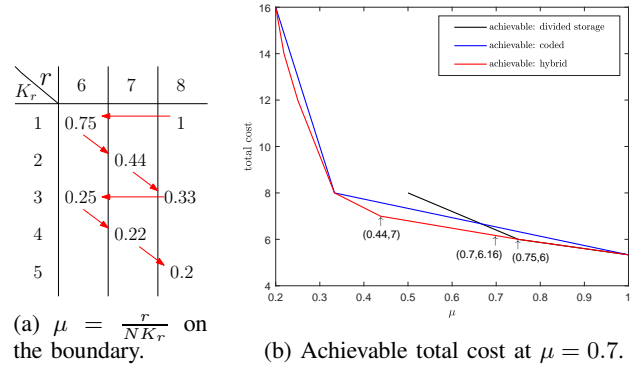 r
K_r
6 7 8
1 0.75 1
2 0.44
3 0.25 0.33
4 0.22
5 0.2
(a) μ = r/(NK_r) on
the boundary.
16
14
12
10
8
6
4
total cost
0.2 0.3 0.4 0.5 0.6 0.7 0.8 0.9 1
μ
achievable: divided storage
achievable: coded
achievable: hybrid
(0.44,7)
(0.7,6.16)
(0.75,6)
(b) Achievable total cost at μ = 0.7.